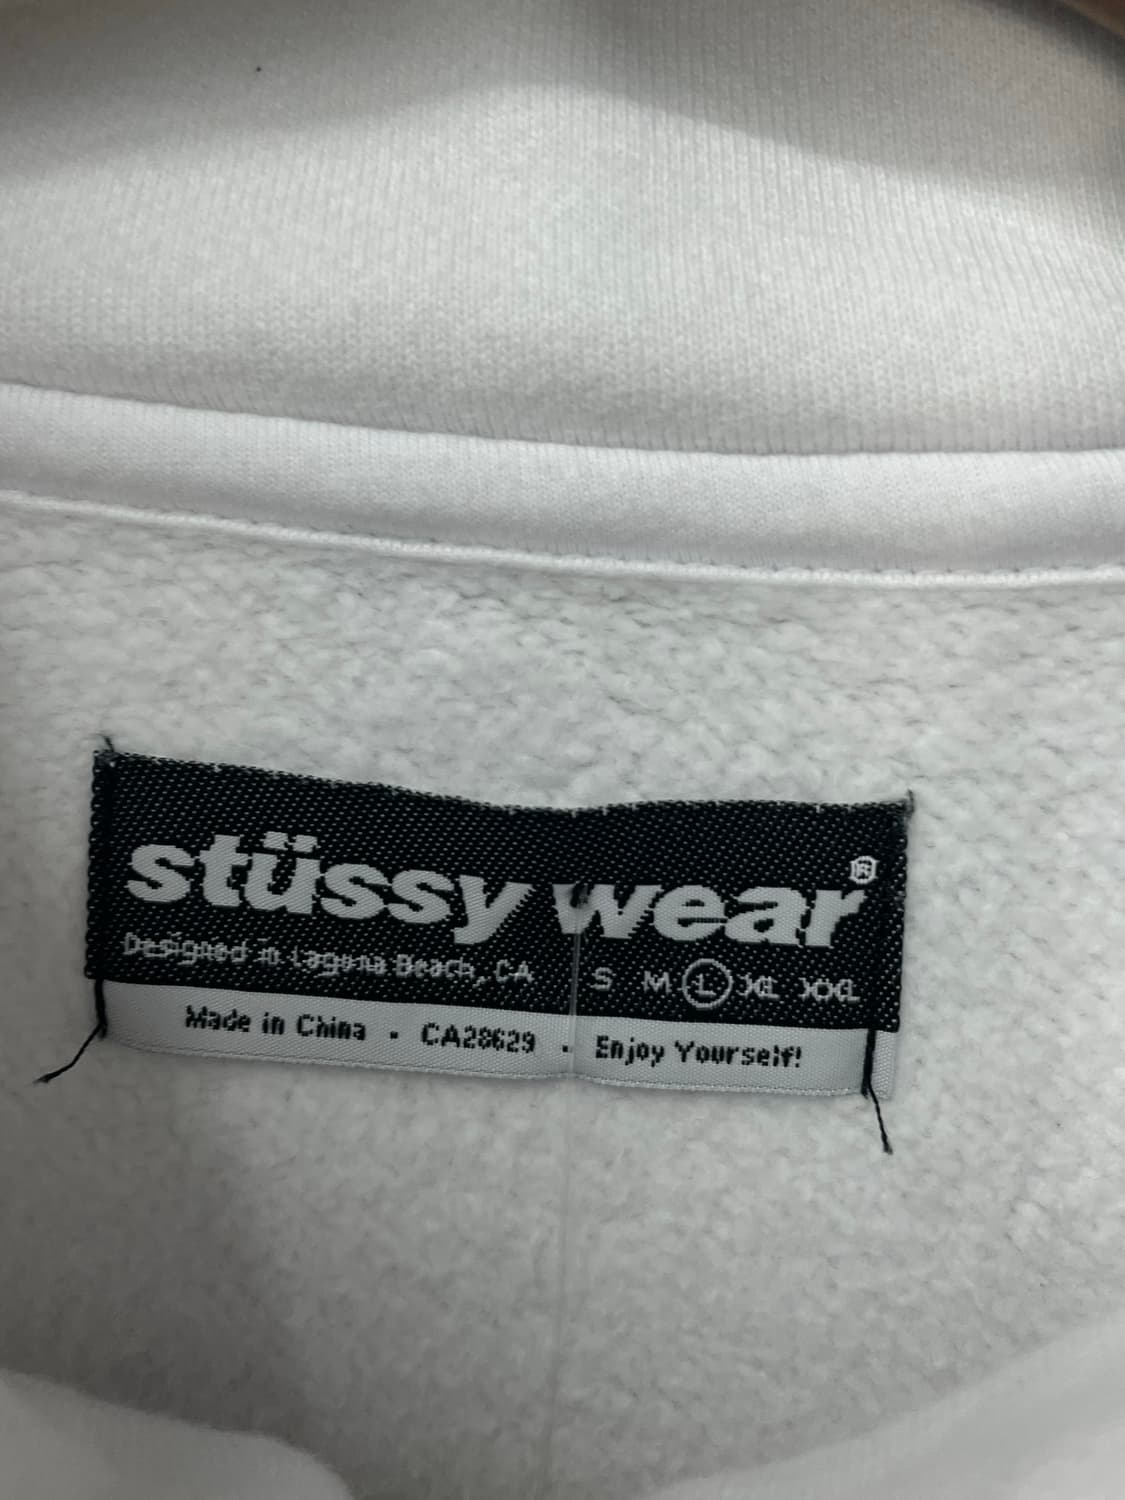 stüssy wear®
Designed in Laguna Beach, CA S M L XL XXL
Made in China . CA28629 . Enjoy Yourself!